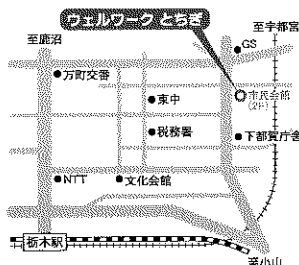 ウェルワーク とちぎ
至鹿沼
至宇都宮
GS
万町交番
市民会館
(2F)
東中
税務署
下都賀庁舎
NTT
文化会館
栃木駅
至小山